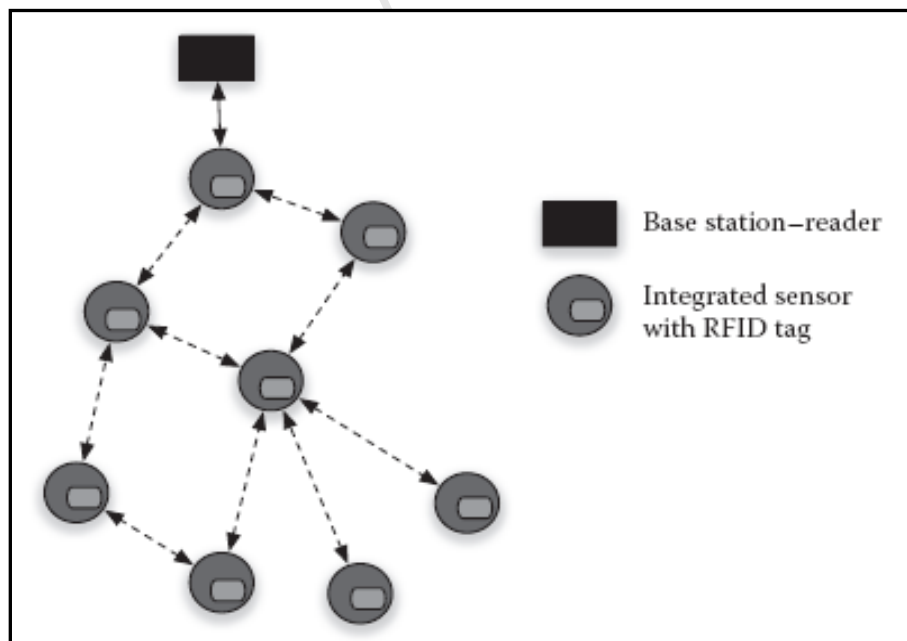 Base station–reader
Integrated sensor
with RFID tag